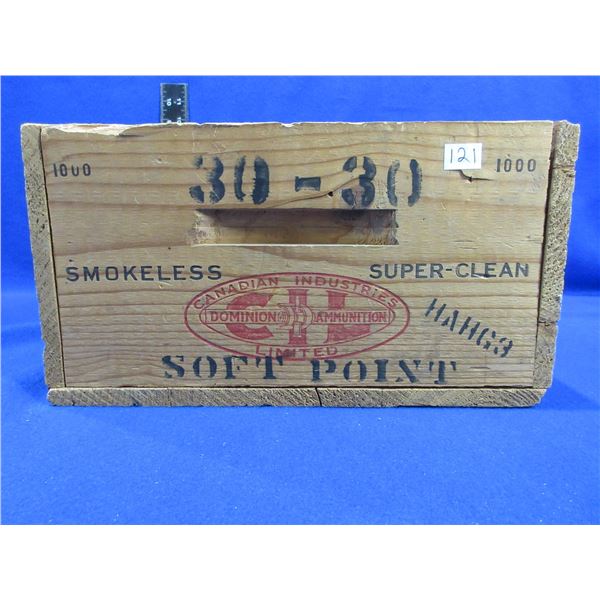 1000 30-30 121 1000
SMOKELESS SUPER-CLEAN
CANADIAN INDUSTRIES
CIL
DOMINION AMMUNITION
LIMITED
HAHG3
SOFT POINT